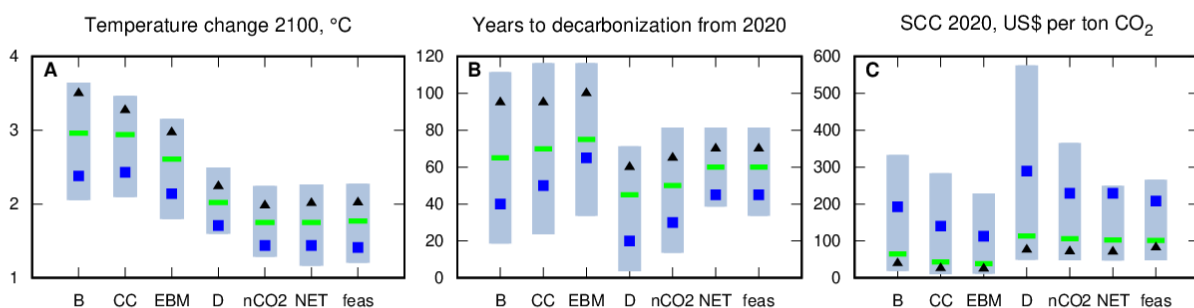 Temperature change 2100, °C
4
3
2
1
A
B CC EBM D nCO2 NET feas
Years to decarbonization from 2020
120
100
80
60
40
20
0
B
B CC EBM D nCO2 NET feas
SCC 2020, US$ per ton CO₂
600
500
400
300
200
100
0
C
B CC EBM D nCO2 NET feas